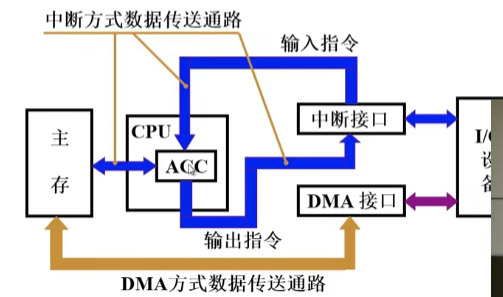 中断方式数据传送通路
输入指令
主存
CPU
ACC
中断接口
I/O
设备
DMA 接口
输出指令
DMA方式数据传送通路